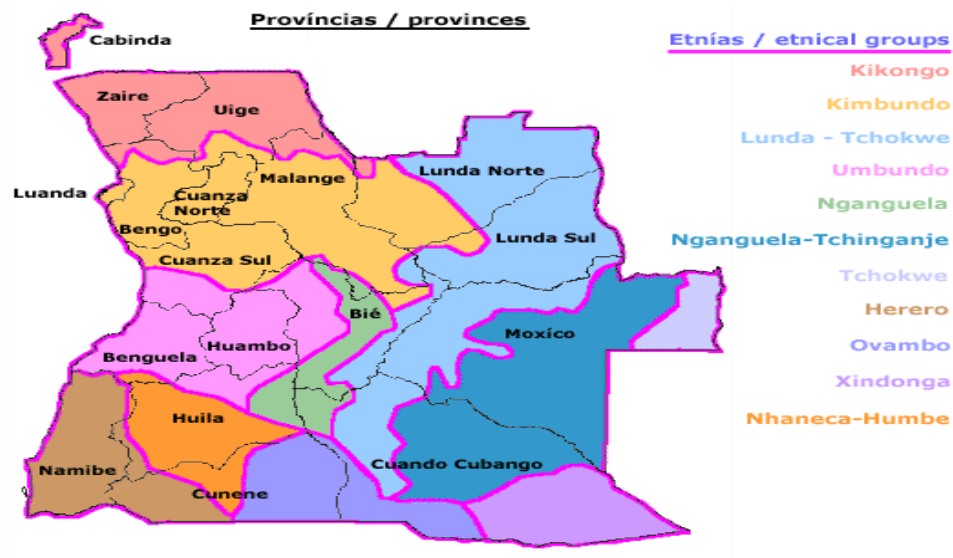 Províncias / provinces
Cabinda
Etnías / etnical groups
Kikongo
Zaire
Uige
Kimbundo
Lunda - Tchokwe
Malange
Lunda Norte
Umbundo
Luanda
Cuanza
Norte
Nganguela
Bengo
Lunda Sul
Nganguela-Tchinganje
Cuanza Sul
Tchokwe
Bié
Herero
Moxíco
Huambo
Benguela
Ovambo
Xindonga
Huila
Nhaneca-Humbe
Namibe
Cuando Cubango
Cunene